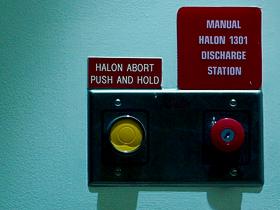 HALON ABORT
PUSH AND HOLD
MANUAL
HALON 1301
DISCHARGE
STATION